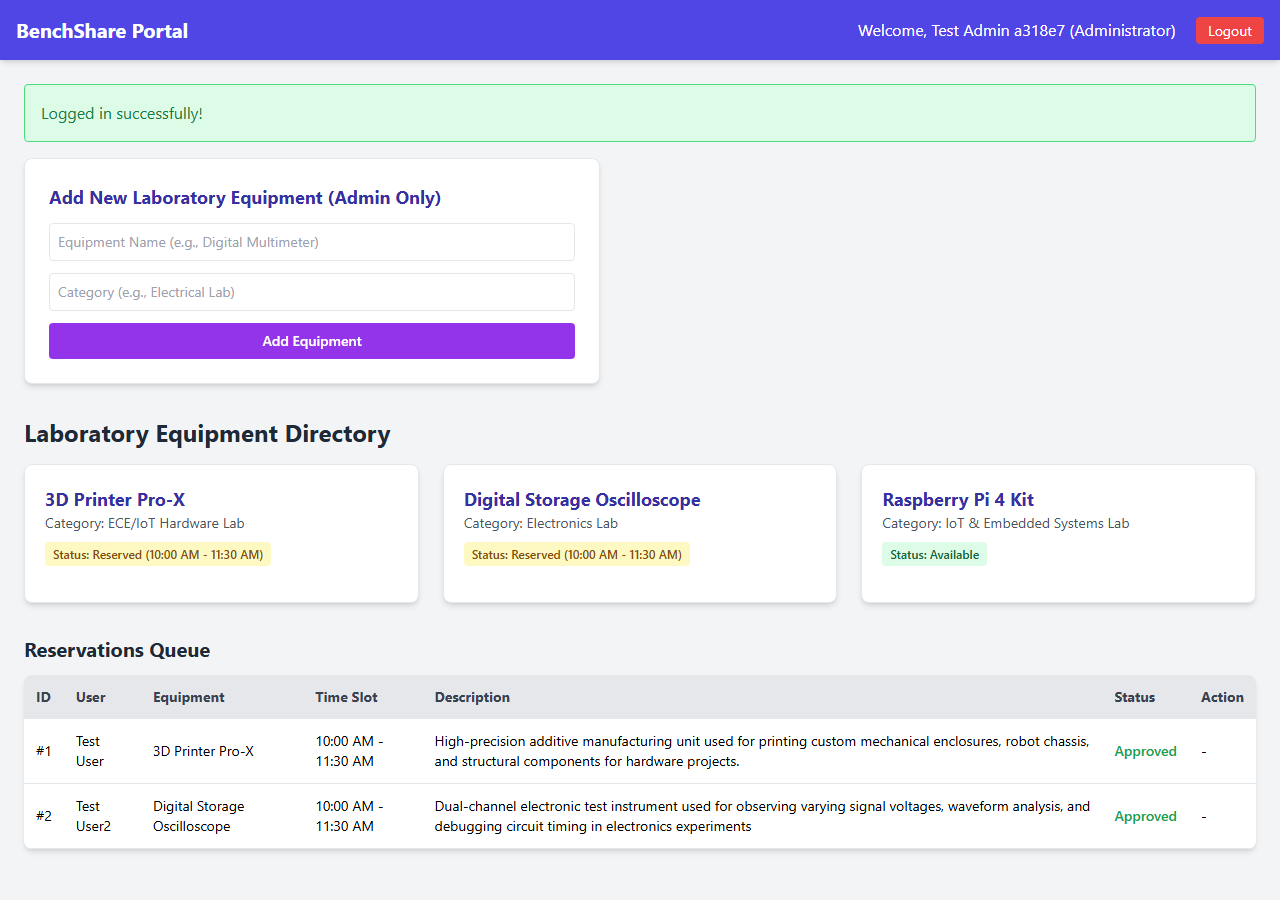 BenchShare Portal
Welcome, Test Admin a318e7 (Administrator)
Logout
Logged in successfully!
Add New Laboratory Equipment (Admin Only)
Equipment Name (e.g., Digital Multimeter)
Category (e.g., Electrical Lab)
Add Equipment
Laboratory Equipment Directory
3D Printer Pro-X
Category: ECE/IoT Hardware Lab
Status: Reserved (10:00 AM - 11:30 AM)
Digital Storage Oscilloscope
Category: Electronics Lab
Status: Reserved (10:00 AM - 11:30 AM)
Raspberry Pi 4 Kit
Category: IoT & Embedded Systems Lab
Status: Available
Reservations Queue
ID User Equipment Time Slot Description Status Action
#1
Test
User
3D Printer Pro-X
10:00 AM -
11:30 AM
High-precision additive manufacturing unit used for printing custom mechanical enclosures, robot chassis,
and structural components for hardware projects.
Approved
-
#2
Test
User2
Digital Storage
Oscilloscope
10:00 AM -
11:30 AM
Dual-channel electronic test instrument used for observing varying signal voltages, waveform analysis, and
debugging circuit timing in electronics experiments
Approved
-